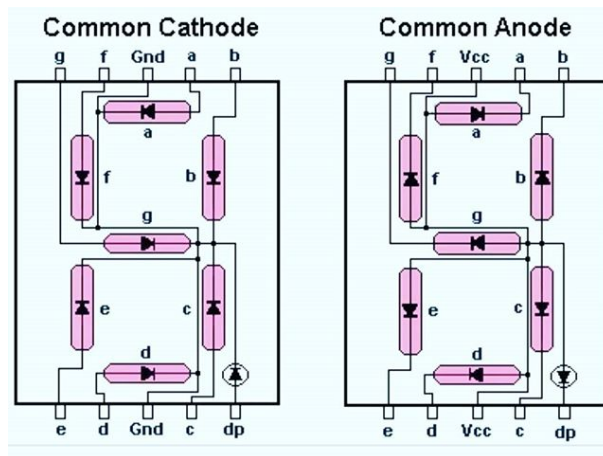 Common Cathode
g f Gnd a b
a
f b
g
e c
d
e d Gnd c dp
Common Anode
g f Vcc a b
a
f b
g
e c
d
e d Vcc c dp